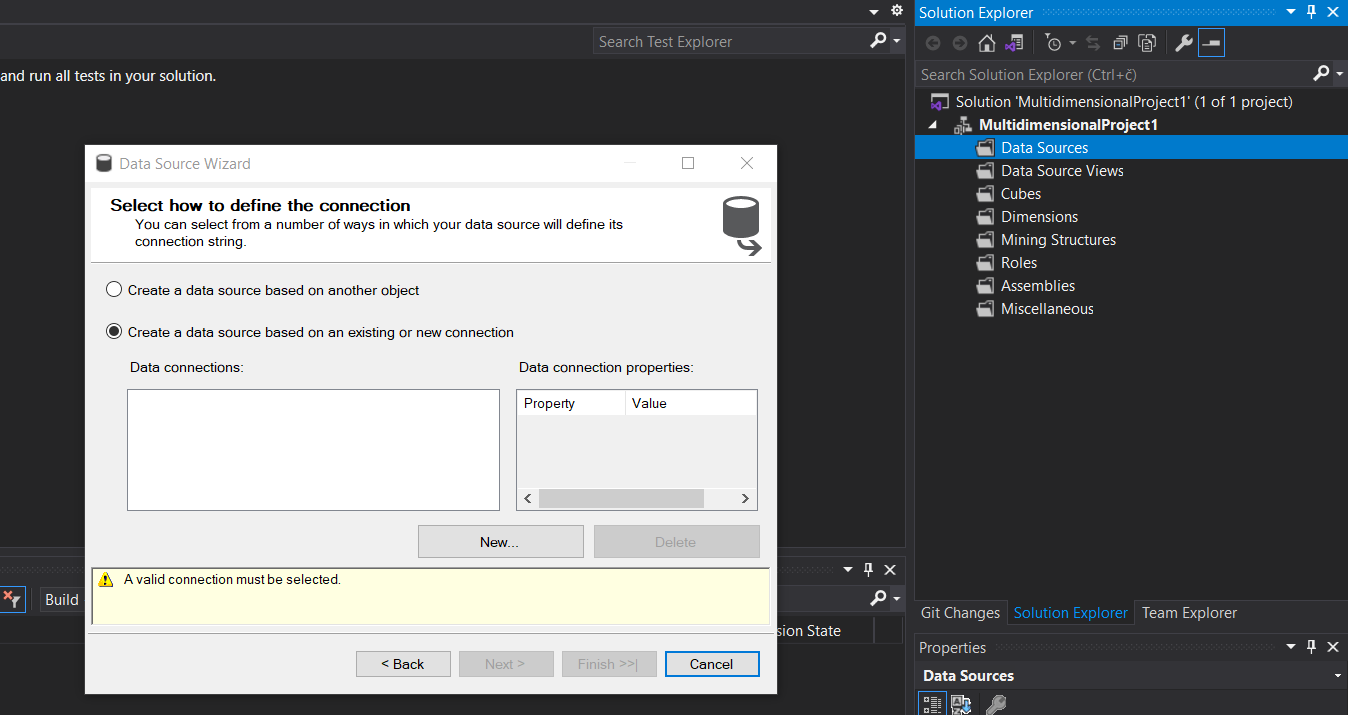 Search Test Explorer
and run all tests in your solution.
Data Source Wizard
Select how to define the connection
You can select from a number of ways in which your data source will define its
connection string.
Create a data source based on another object
Create a data source based on an existing or new connection
Data connections:
Data connection properties:
Property Value
New... Delete
A valid connection must be selected.
< Back Next > Finish >>| Cancel
Build
sion State
Solution Explorer
Search Solution Explorer (Ctrl+č)
Solution 'MultidimensionalProject1' (1 of 1 project)
MultidimensionalProject1
Data Sources
Data Source Views
Cubes
Dimensions
Mining Structures
Roles
Assemblies
Miscellaneous
Git Changes Solution Explorer Team Explorer
Properties
Data Sources